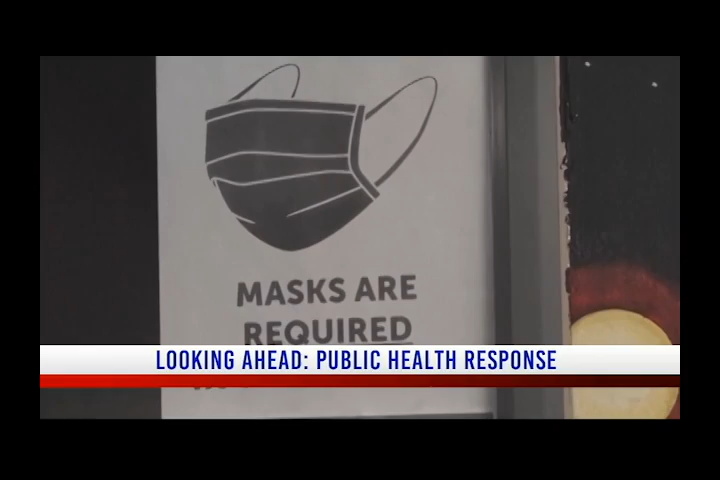 MASKS ARE
REQUIRED
LOOKING AHEAD: PUBLIC HEALTH RESPONSE